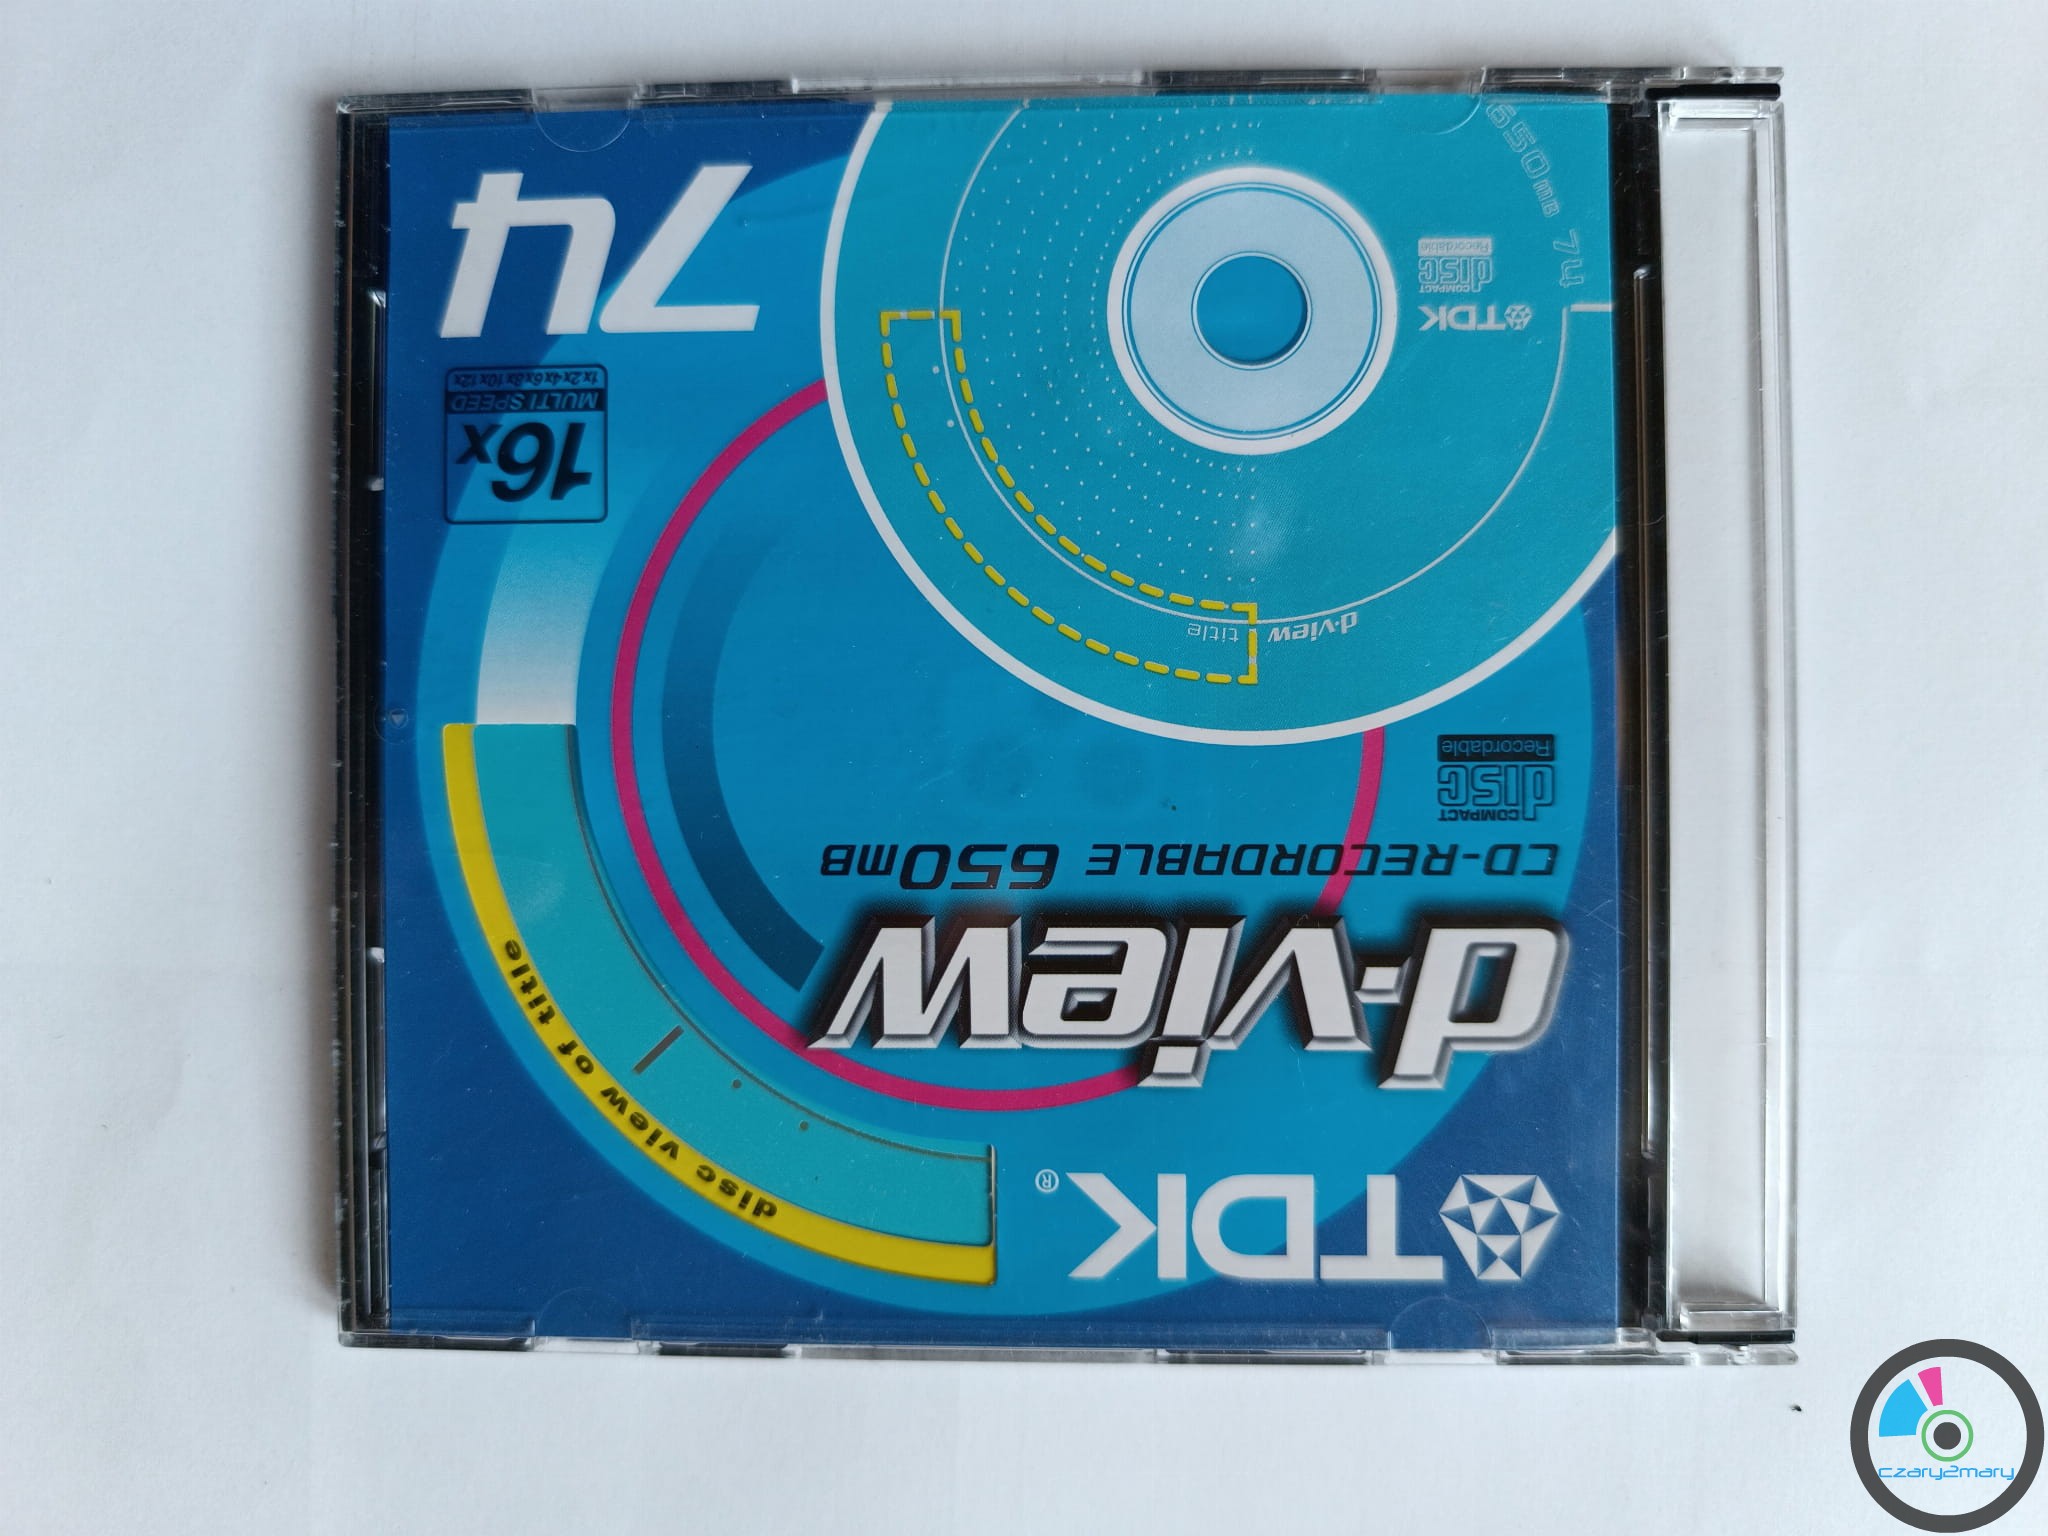 TDK®
disc view of title
d·view
CD-RECORDABLE 650MB
COMPACT
disc
Recordable
title
d·view
16x
MULTI SPEED
1x 2x 4x 6x 8x 10x 12x
74
TDK
COMPACT
disc
Recordable
74
650MB
czary2mary